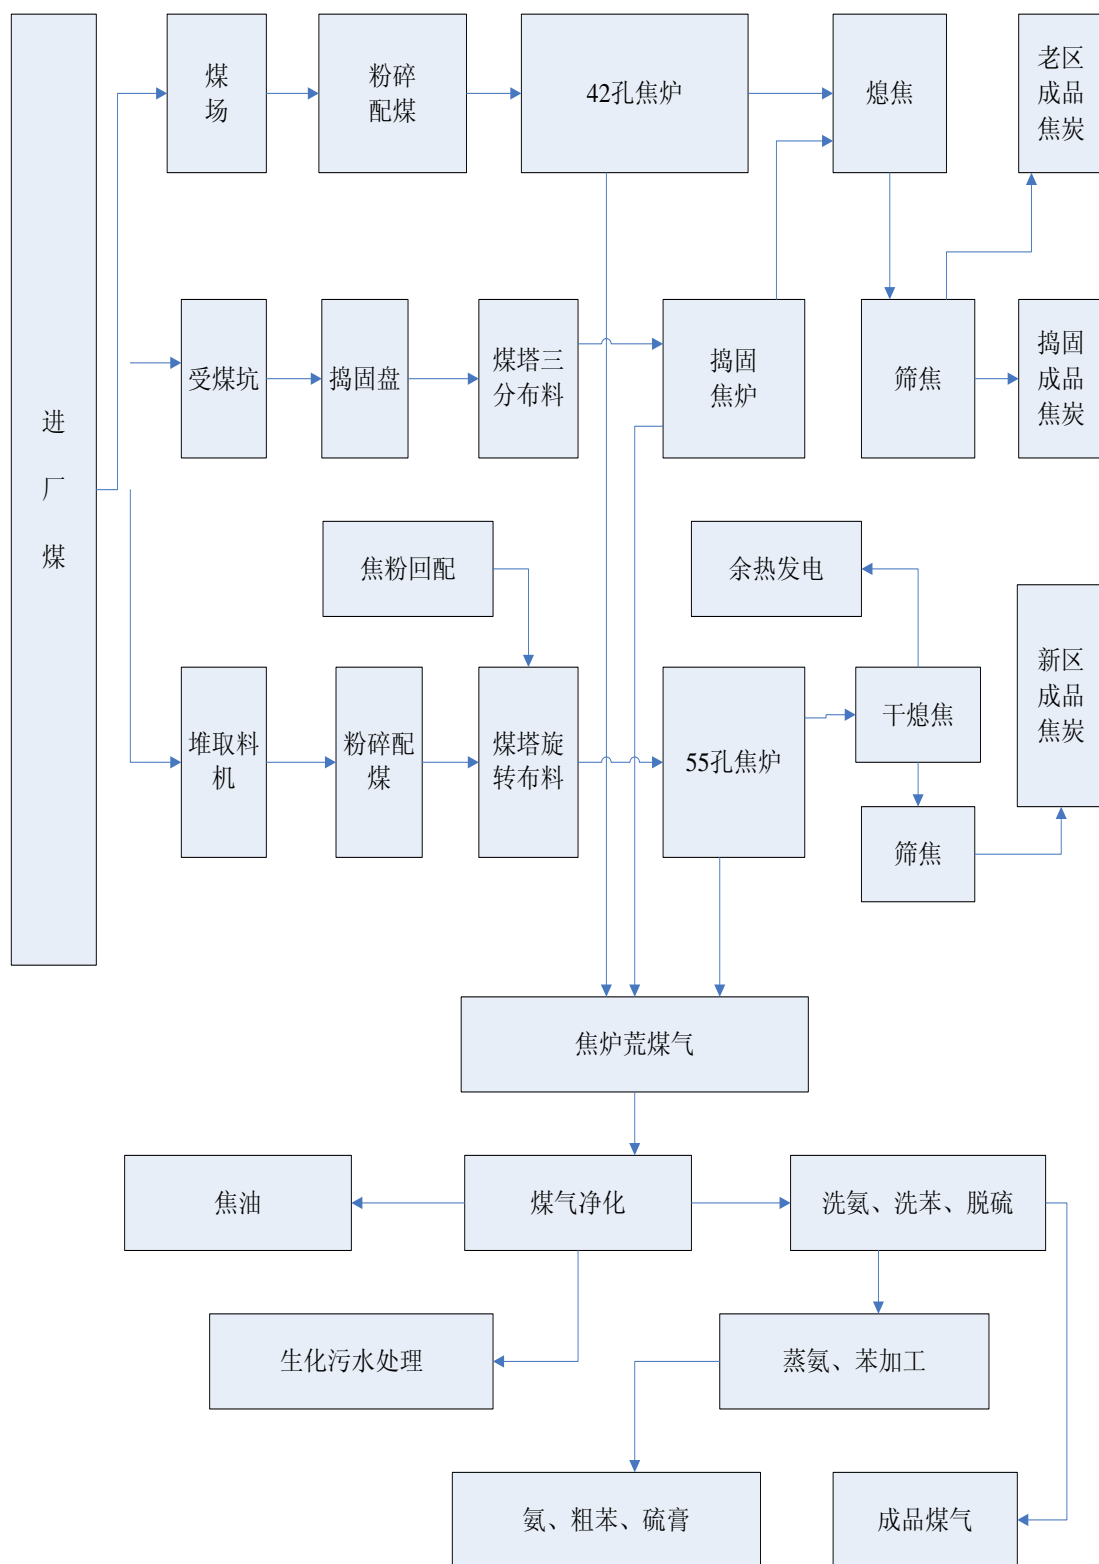 煤
场
粉碎
配煤
42孔焦炉
熄焦
老区
成品
焦炭
进
厂
煤
受煤坑
捣固盘
煤塔三
分布料
捣固
焦炉
筛焦
捣固
成品
焦炭
焦粉回配
余热发电
堆取料
机
粉碎配
煤
煤塔旋
转布料
55孔焦炉
干熄焦
新区
成品
焦炭
筛焦
焦炉荒煤气
焦油
煤气净化
洗氨、洗苯、脱硫
生化污水处理
蒸氨、苯加工
氨、粗苯、硫膏
成品煤气